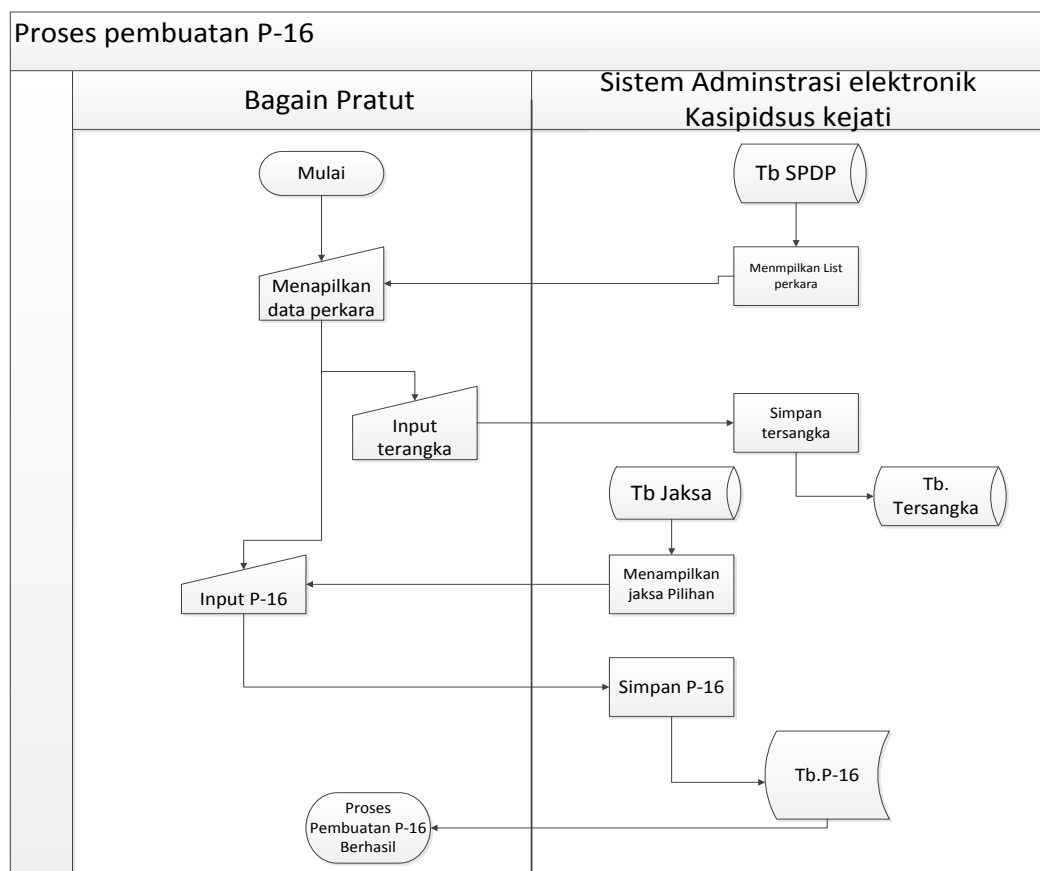 Proses pembuatan P-16
Bagain Pratut
Sistem Adminstrasi elektronik
Kasipidsus kejati
Mulai
Tb SPDP
Menapilkan
data perkara
Menmpilkan List
perkara
Input
terangka
Simpan
tersangka
Tb Jaksa
Tb.
Tersangka
Input P-16
Menampilkan
jaksa Pilihan
Simpan P-16
Tb.P-16
Proses
Pembuatan P-16
Berhasil